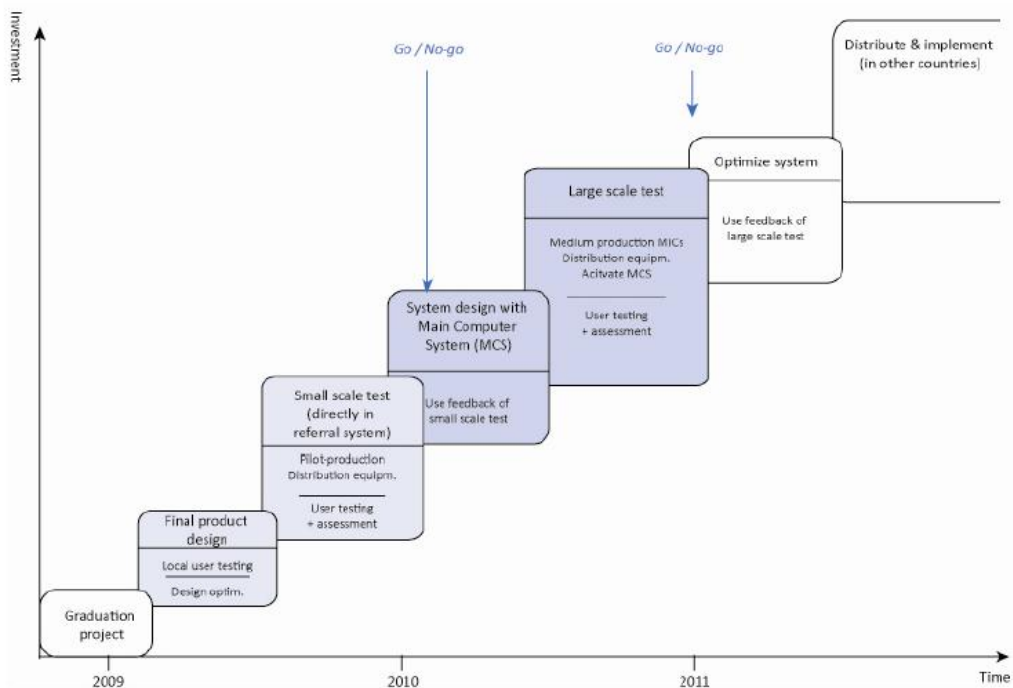 Investment
Go / No-go
Go / No-go
Distribute & implement
(in other countries)
Optimize system
Use feedback of
large scale test
Large scale test
Medium production MICs
Distribution equipm.
Acitvate MCS
User testing
+ assessment
System design with
Main Computer
System (MCS)
Use feedback of
small scale test
Small scale test
(directly in
referral system)
Pilot-production
Distribution equipm.
User testing
+ assessment
Final product
design
Local user testing
Design optim.
Graduation
project
2009
2010
2011
Time